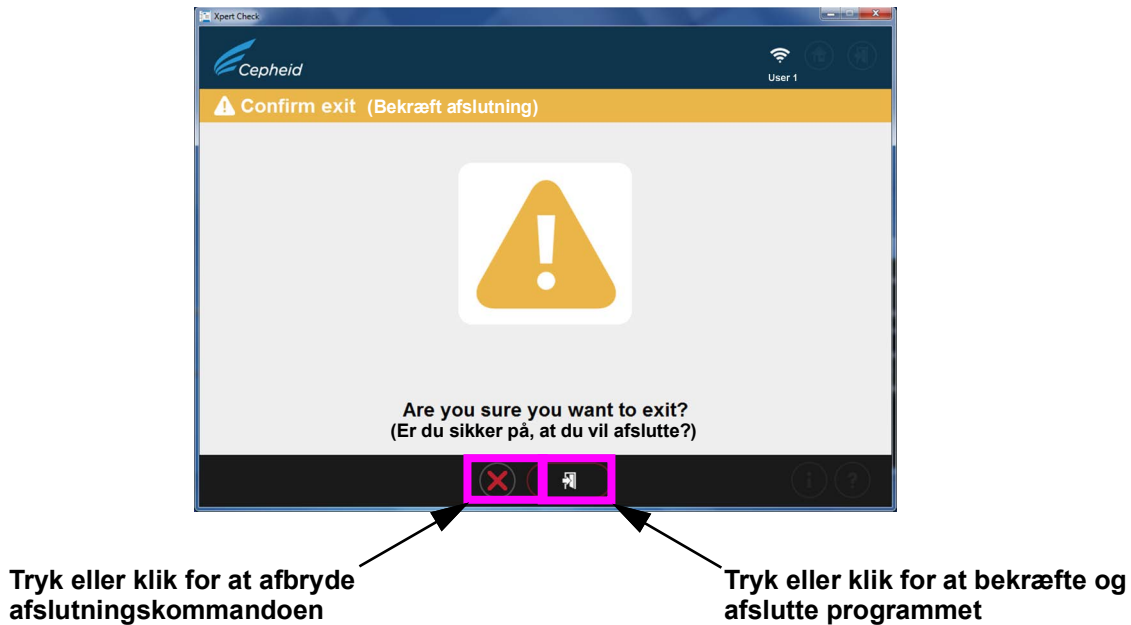 Xpert Check
Cepheid
User 1
Confirm exit (Bekræft afslutning)
Are you sure you want to exit?
(Er du sikker på, at du vil afslutte?)
Tryk eller klik for at afbryde
afslutningskommandoen
Tryk eller klik for at bekræfte og
afslutte programmet